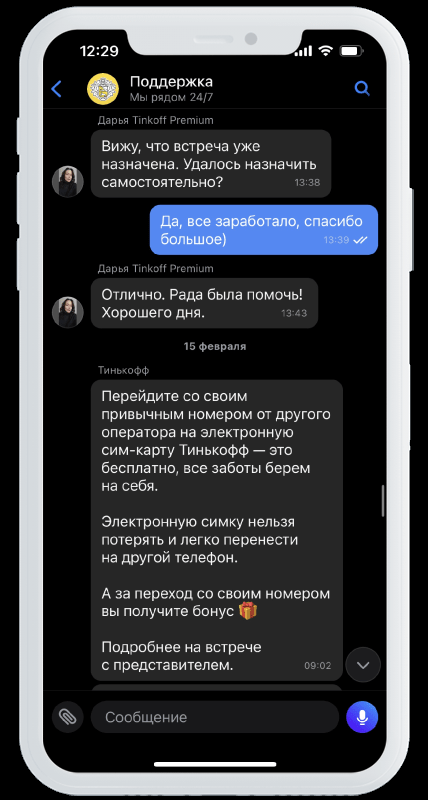 12:29
Поддержка
Мы рядом 24/7
Дарья Tinkoff Premium
Вижу, что встреча уже
назначена. Удалось назначить
самостоятельно?
13:38
Да, все заработало, спасибо
большое)
13:39
Дарья Tinkoff Premium
Отлично. Рада была помочь!
Хорошего дня.
13:43
15 февраля
Тинькофф
Перейдите со своим
привычным номером от другого
оператора на электронную
сим-карту Тинькофф — это
бесплатно, все заботы берем
на себя.
Электронную симку нельзя
потерять и легко перенести
на другой телефон.
А за переход со своим номером
вы получите бонус 🎁
Подробнее на встрече
с представителем.
09:02
Сообщение